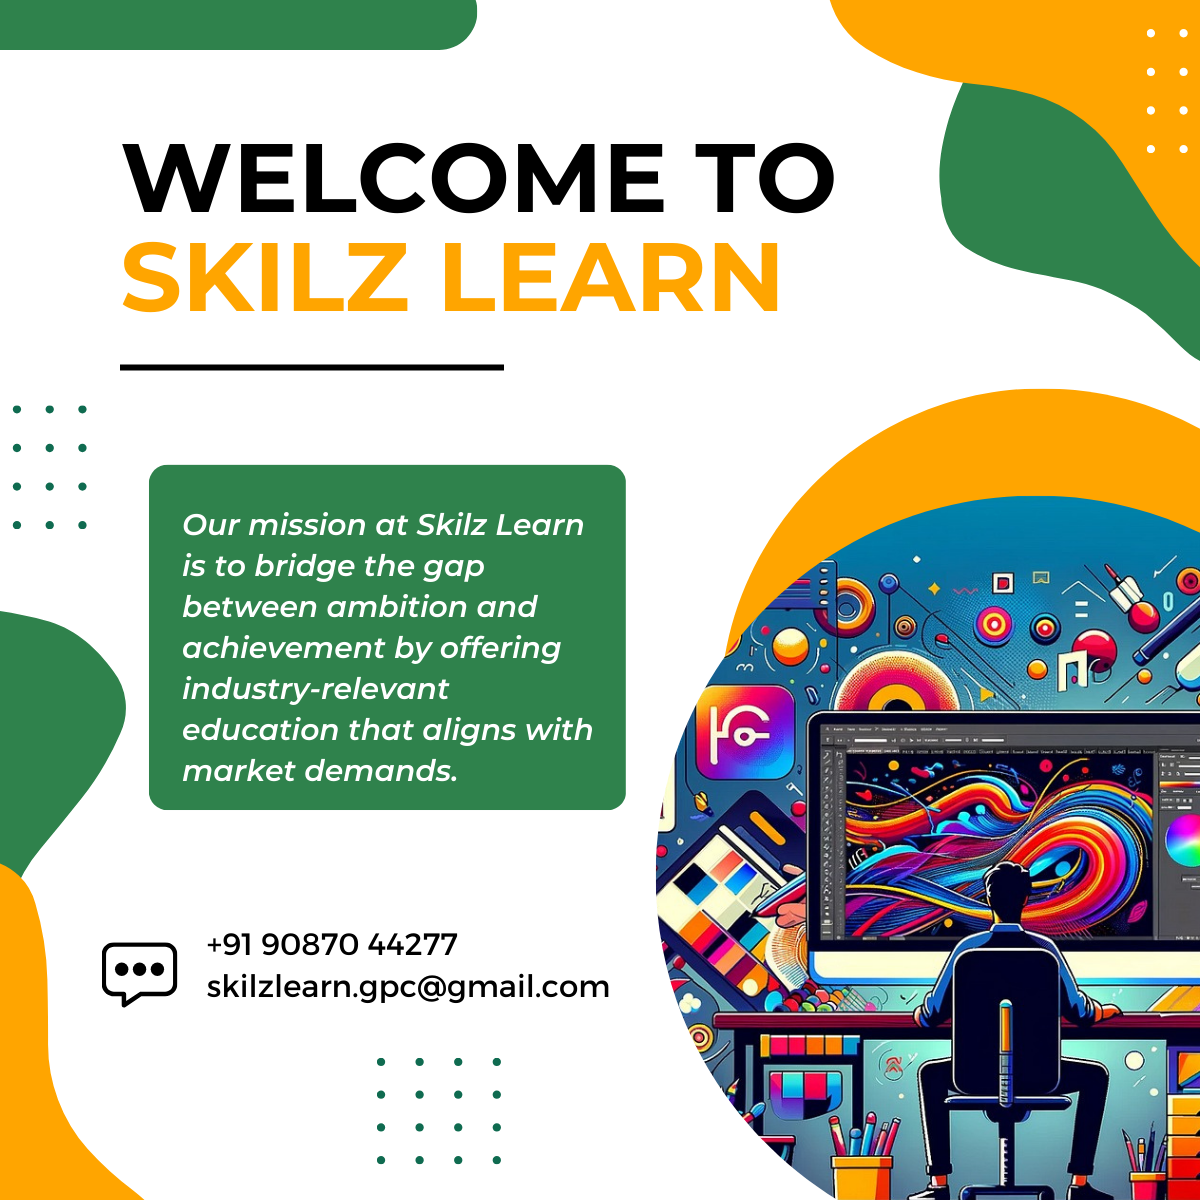 WELCOME TO
SKILZ LEARN
Our mission at Skilz Learn
is to bridge the gap
between ambition and
achievement by offering
industry-relevant
education that aligns with
market demands.
+91 90870 44277
skilzlearn.gpc@gmail.com